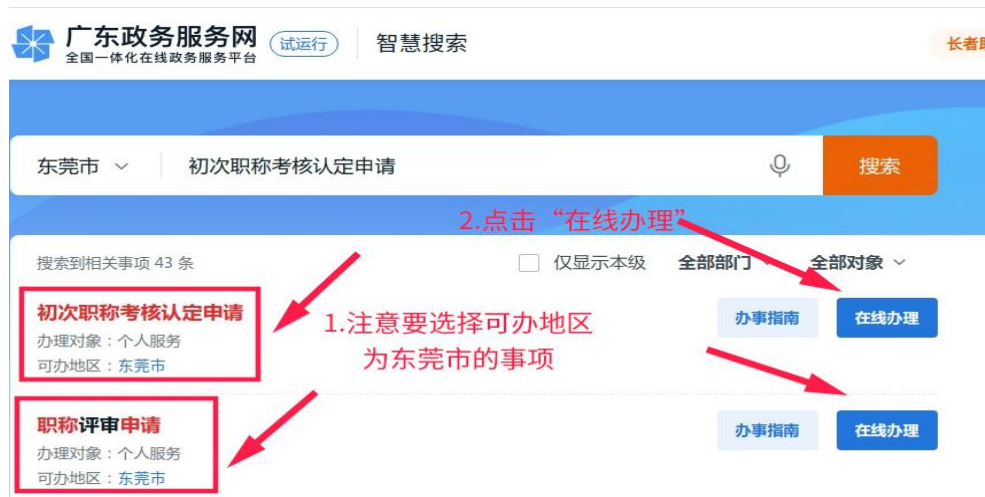 广东政务服务网
全国一体化在线政务服务平台
试运行
智慧搜索
长者助
东莞市
初次职称考核认定申请
搜索
2.点击“在线办理”
搜索到相关事项 43 条
仅显示本级
全部部门
全部对象
初次职称考核认定申请
办理对象：个人服务
可办地区：东莞市
1.注意要选择可办地区
为东莞市的事项
办事指南
在线办理
职称评审申请
办理对象：个人服务
可办地区：东莞市
办事指南
在线办理